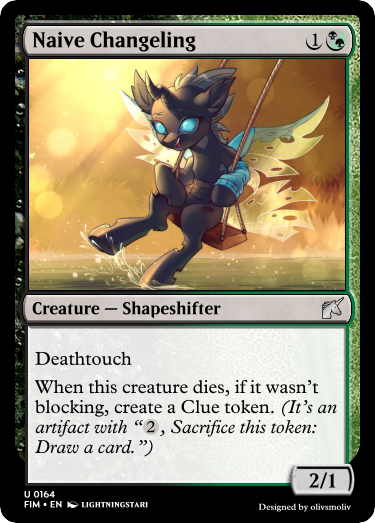 Naive Changeling 1
Creature — Shapeshifter
Deathtouch
When this creature dies, if it wasn't
blocking, create a Clue token. (It's an
artifact with “2, Sacrifice this token:
Draw a card.”)
2/1
U 0164
FIM • EN LIGHTNINGSTARI
Designed by olivsmoliv